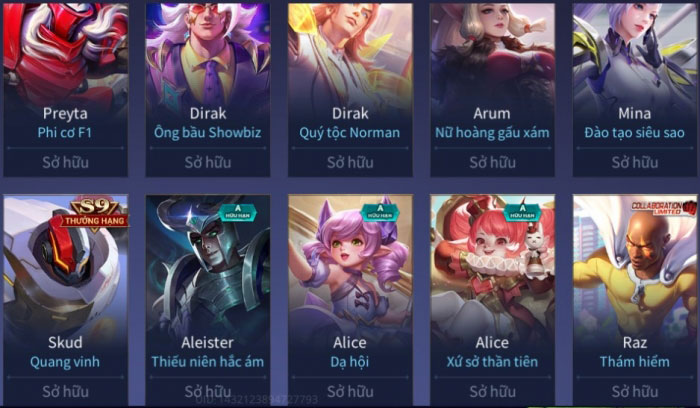 Preyta
Phi cơ F1
Sở hữu
Dirak
Ông bầu Showbiz
Sở hữu
Dirak
Quý tộc Norman
Sở hữu
Arum
Nữ hoàng gấu xám
Sở hữu
Mina
Đào tạo siêu sao
Sở hữu
S9
THƯỞNG HẠNG
Skud
Quang vinh
Sở hữu
A
HỮU HẠN
Aleister
Thiếu niên hắc ám
Sở hữu
A
HỮU HẠN
Alice
Dạ hội
Sở hữu
A
HỮU HẠN
Alice
Xứ sở thần tiên
Sở hữu
COLLABORATION
LIMITED
Raz
Thám hiểm
Sở hữu
UID: 1432123894727793